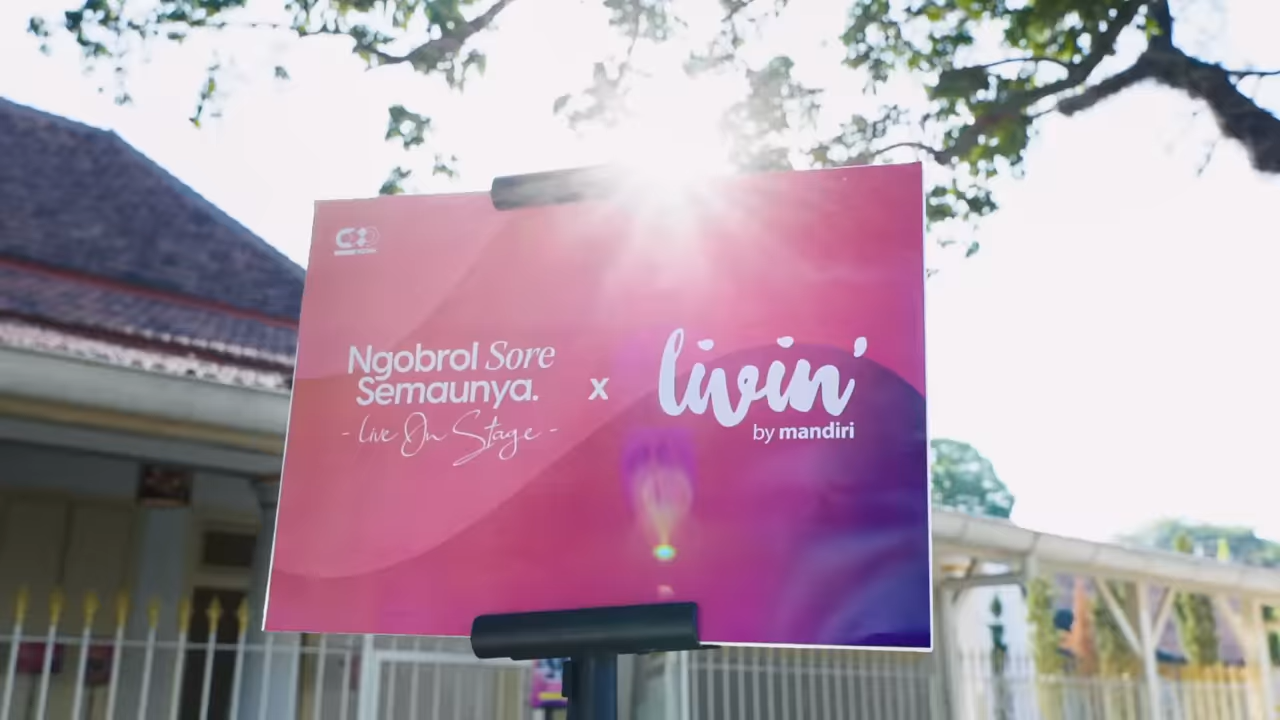 Ngobrol Sore
Semaunya.
- Live On Stage -
x
livin'
by mandiri